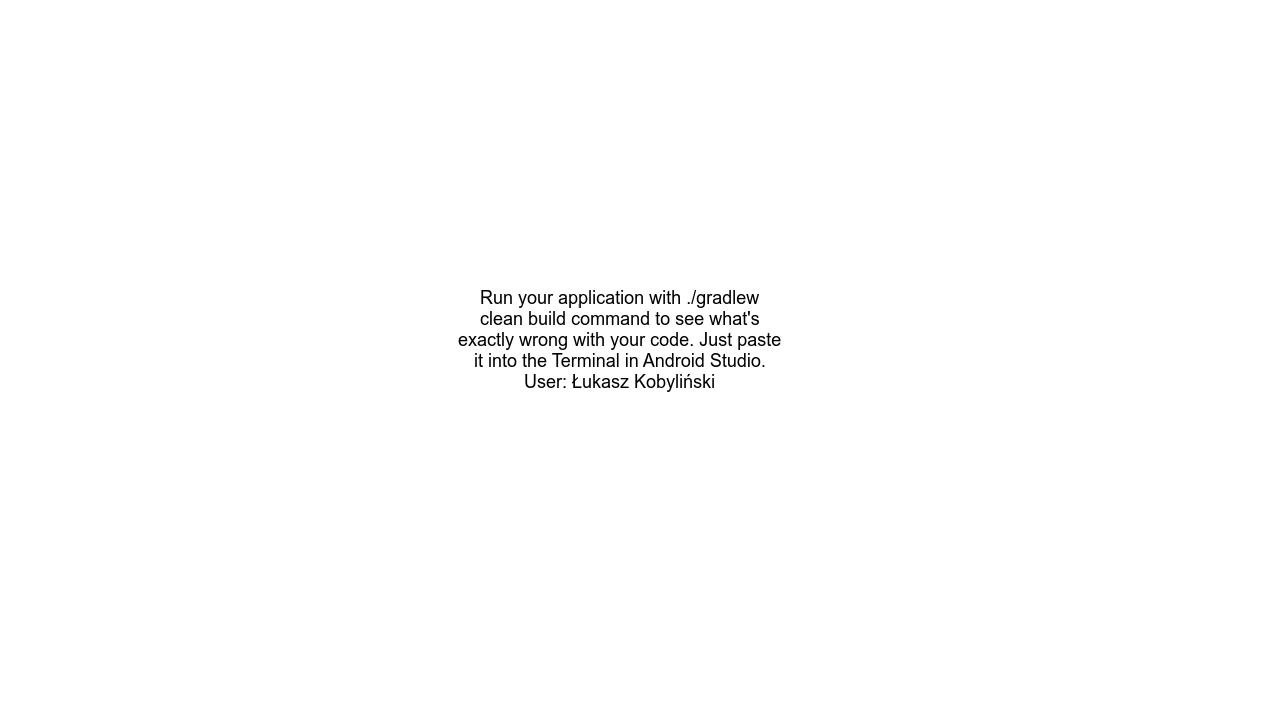 Run your application with ./gradlew
clean build command to see what's
exactly wrong with your code. Just paste
it into the Terminal in Android Studio.
User: Łukasz Kobyliński